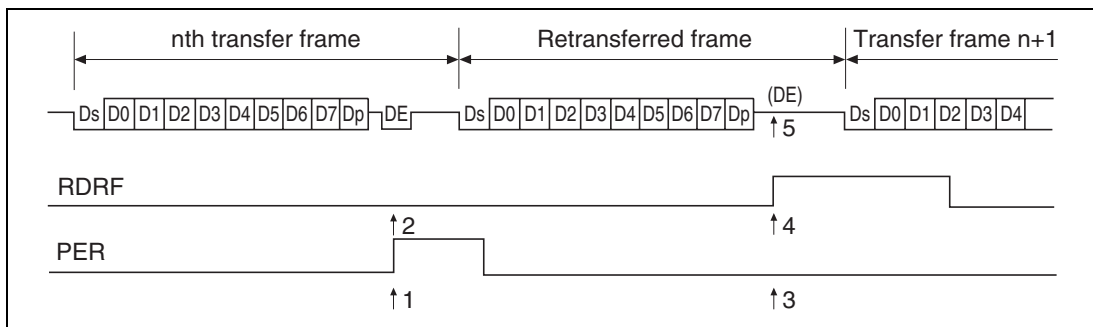 nth transfer frame Retransferred frame Transfer frame n+1
(DE)
Ds D0 D1 D2 D3 D4 D5 D6 D7 Dp DE Ds D0 D1 D2 D3 D4 D5 D6 D7 Dp Ds D0 D1 D2 D3 D4
5
RDRF
2 4
PER
1 3